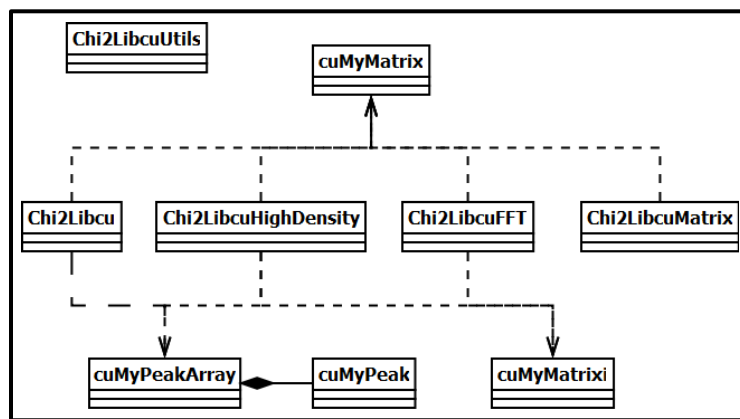 Chi2LibcuUtils
cuMyMatrix
Chi2Libcu
Chi2LibcuHighDensity
Chi2LibcuFFT
Chi2LibcuMatrix
cuMyPeakArray
cuMyPeak
cuMyMatrixi